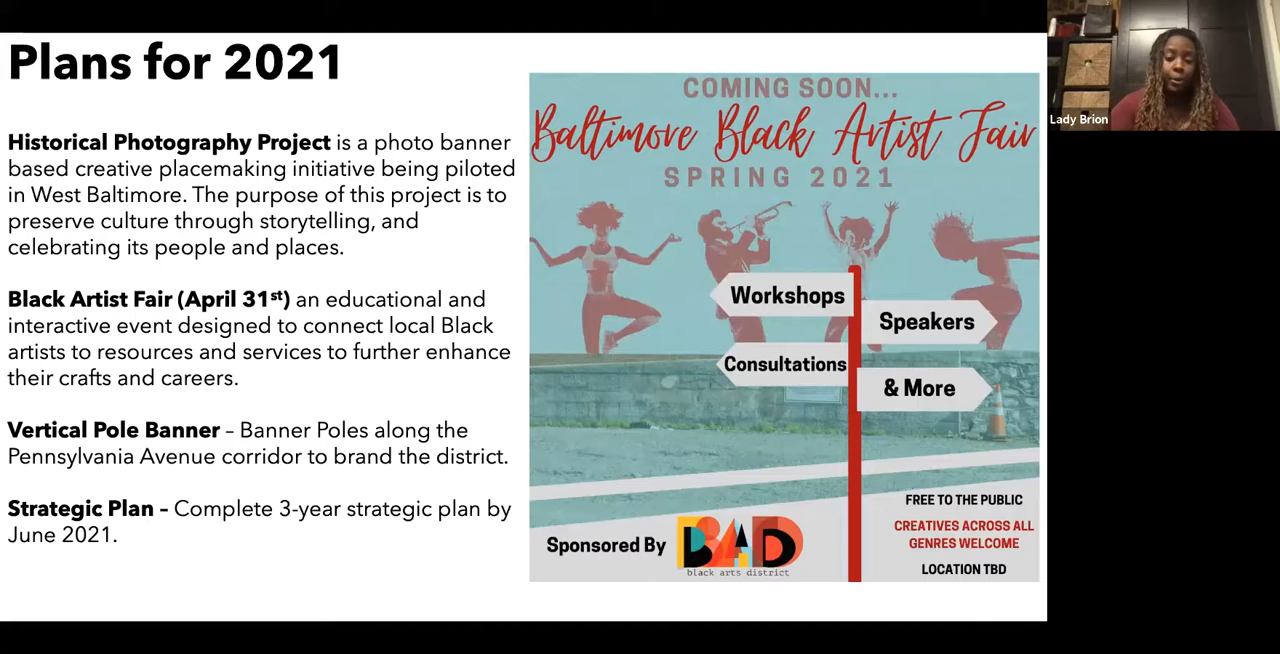 Plans for 2021
Historical Photography Project is a photo banner
based creative placemaking initiative being piloted
in West Baltimore. The purpose of this project is to
preserve culture through storytelling, and
celebrating its people and places.
Black Artist Fair (April 31st) an educational and
interactive event designed to connect local Black
artists to resources and services to further enhance
their crafts and careers.
Vertical Pole Banner – Banner Poles along the
Pennsylvania Avenue corridor to brand the district.
Strategic Plan – Complete 3-year strategic plan by
June 2021.
COMING SOON...
Baltimore Black Artist Fair
SPRING 2021
Workshops
Speakers
Consultations
& More
Sponsored By
BAD
black arts district
FREE TO THE PUBLIC
CREATIVES ACROSS ALL
GENRES WELCOME
LOCATION TBD
Lady Brion